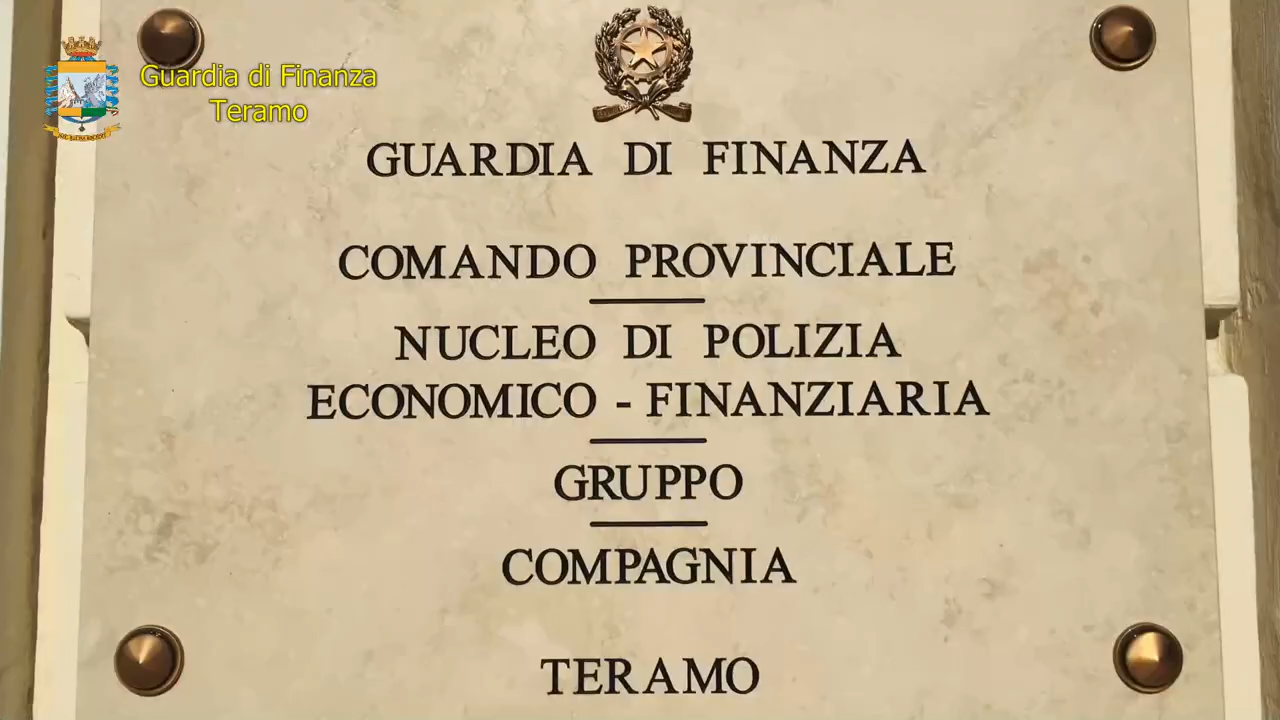 Guardia di Finanza
Teramo
GUARDIA DI FINANZA
COMANDO PROVINCIALE
NUCLEO DI POLIZIA
ECONOMICO - FINANZIARIA
GRUPPO
COMPAGNIA
TERAMO